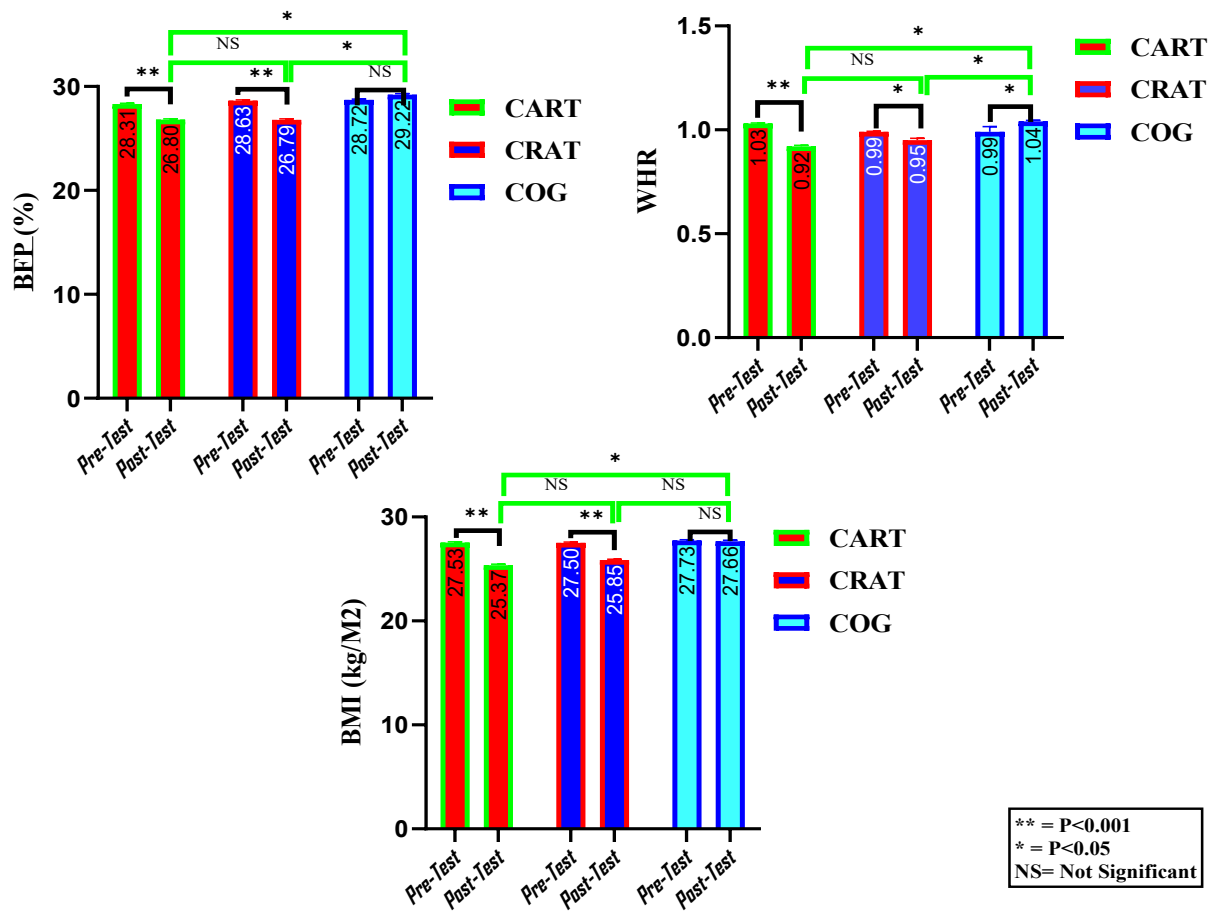 *
NS
*
**
**
NS
30
20
10
0
BFP (%)
28.31
26.80
28.63
26.79
28.72
29.22
Pre-Test
Post-Test
Pre-Test
Post-Test
Pre-Test
Post-Test
CART
CRAT
COG
*
NS
*
**
*
*
1.5
1.0
0.5
0.0
WHR
1.03
0.92
0.99
0.95
0.99
1.04
Pre-Test
Post-Test
Pre-Test
Post-Test
Pre-Test
Post-Test
CART
CRAT
COG
*
NS
NS
**
**
NS
30
20
10
0
BMI (kg/M2)
27.53
25.37
27.50
25.85
27.73
27.66
Pre-Test
Post-Test
Pre-Test
Post-Test
Pre-Test
Post-Test
CART
CRAT
COG
** = P<0.001
* = P<0.05
NS= Not Significant